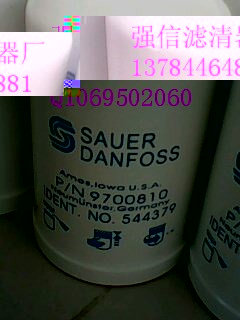 强信滤清器
器厂
13784464
881
Q1069502060
SAUER
DANFOSS
Ames,Iowa U.S.A.
P/N 9700810
Neumünster,Germany
IDENT. NO. 544379